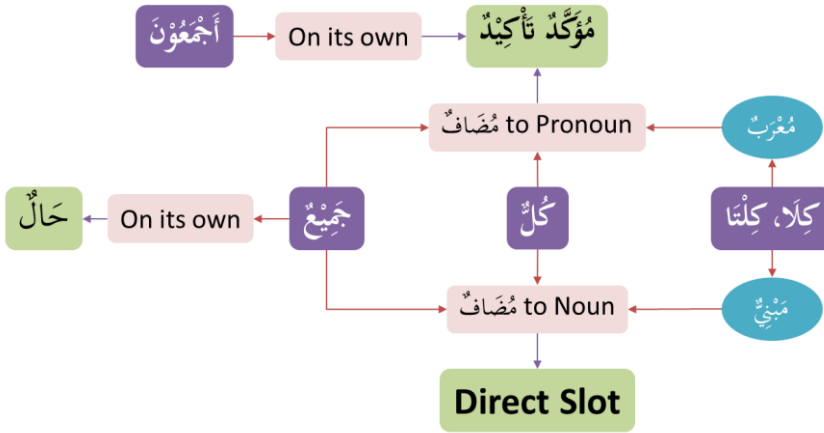 أَجْمَعُوْنَ
On its own
مُؤَكَّدٌ تَأْكِيْدٌ
مُضَافٌ to Pronoun
مُعْرَبٌ
حَالٌ
On its own
جَمِيْعٌ
كُلٌّ
كِلَا، كِلْتَا
مُضَافٌ to Noun
مَبْنِيٌّ
Direct Slot